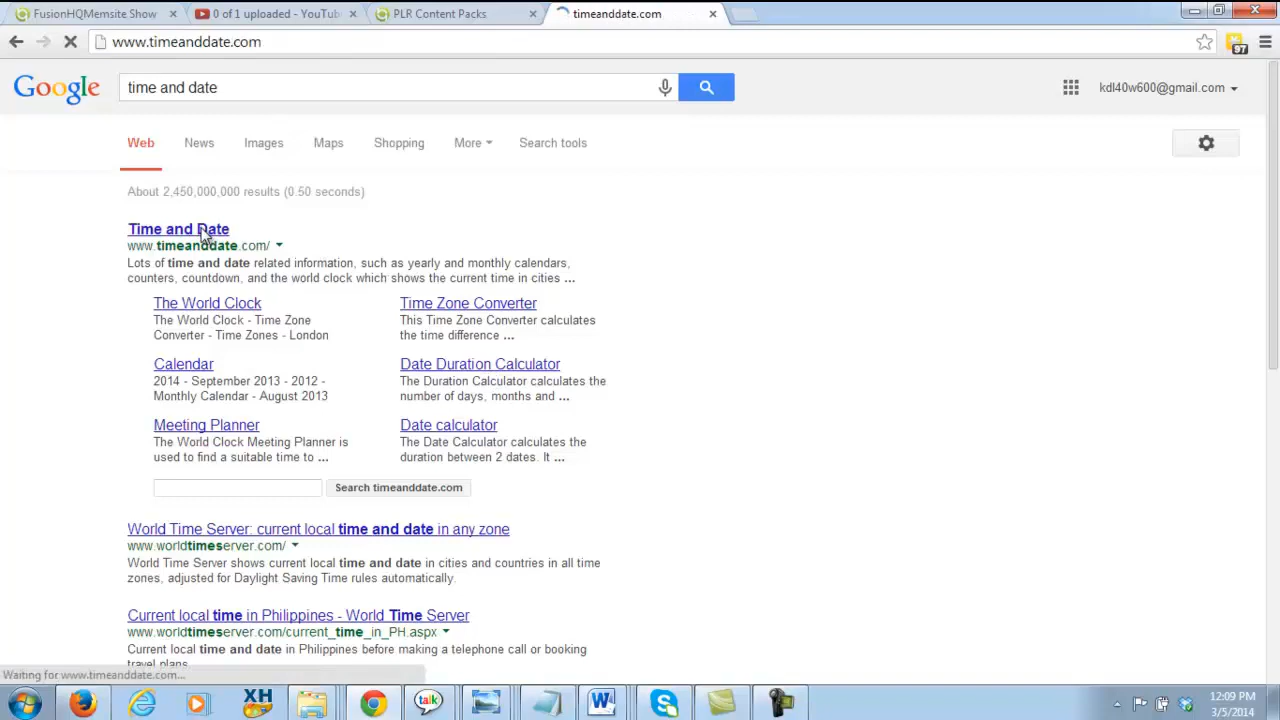 FusionHQMemsite Show
0 of 1 uploaded - YouTub
PLR Content Packs
timeanddate.com
www.timeanddate.com
97
Google
time and date
kdl40w600@gmail.com
Web News Images Maps Shopping More Search tools
About 2,450,000,000 results (0.50 seconds)
Time and Date
www.timeanddate.com/
Lots of time and date related information, such as yearly and monthly calendars,
counters, countdown, and the world clock which shows the current time in cities ...
The World Clock
The World Clock - Time Zone
Converter - Time Zones - London
Time Zone Converter
This Time Zone Converter calculates
the time difference ...
Calendar
2014 - September 2013 - 2012 -
Monthly Calendar - August 2013
Date Duration Calculator
The Duration Calculator calculates the
number of days, months and ...
Meeting Planner
The World Clock Meeting Planner is
used to find a suitable time to ...
Date calculator
The Date Calculator calculates the
duration between 2 dates. It ...
Search timeanddate.com
World Time Server: current local time and date in any zone
www.worldtimeserver.com/
World Time Server shows current local time and date in cities and countries in all time
zones, adjusted for Daylight Saving Time rules automatically.
Current local time in Philippines - World Time Server
www.worldtimeserver.com/current_time_in_PH.aspx
Current local time and date in Philippines before making a telephone call or booking
travel plans
Waiting for www.timeanddate.com...
XH
talk
12:09 PM
3/5/2014